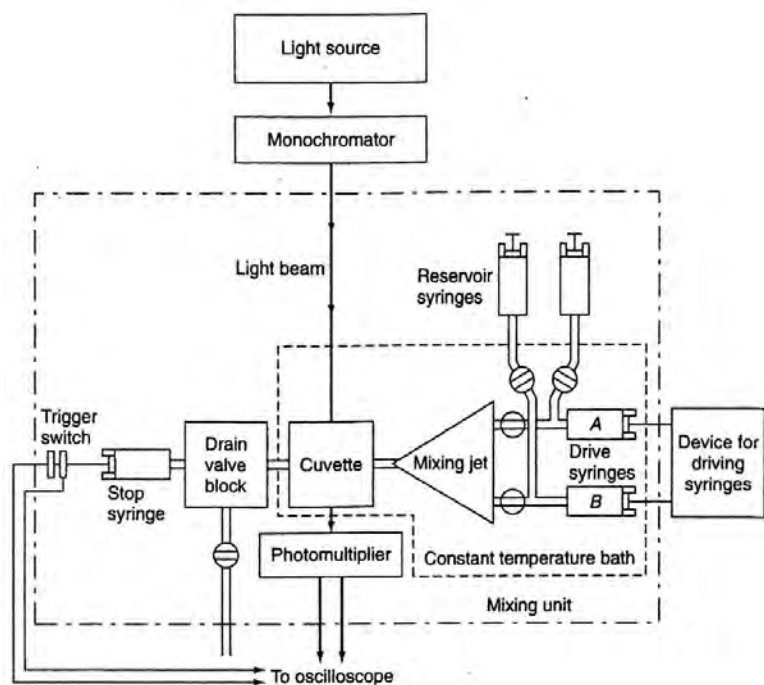 Light source
Monochromator
Light beam
Reservoir
syringes
Trigger
switch
Stop
syringe
Drain
valve
block
Cuvette
Mixing jet
A
Drive
syringes
B
Device for
driving
syringes
Photomultiplier
Constant temperature bath
Mixing unit
To oscilloscope